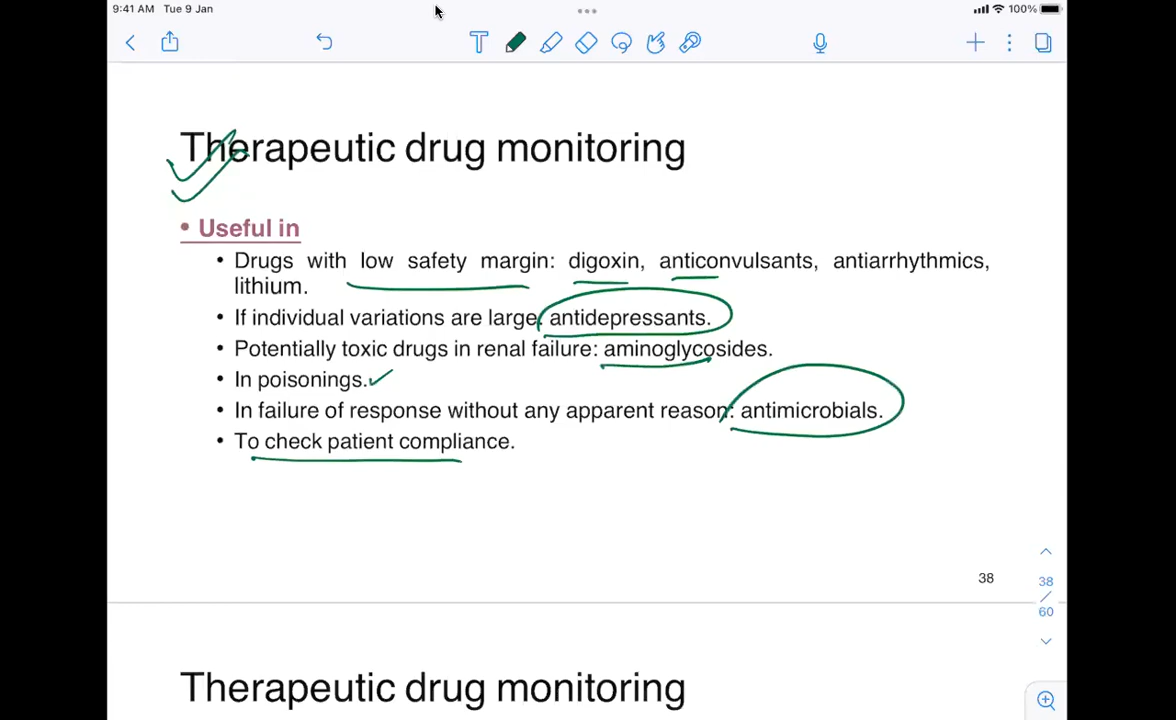 9:41 AM Tue 9 Jan
100%
Therapeutic drug monitoring
• Useful in
• Drugs with low safety margin: digoxin, anticonvulsants, antiarrhythmics,
lithium.
• If individual variations are large: antidepressants.
• Potentially toxic drugs in renal failure: aminoglycosides.
• In poisonings.
• In failure of response without any apparent reason: antimicrobials.
• To check patient compliance.
38
38
/
60
Therapeutic drug monitoring